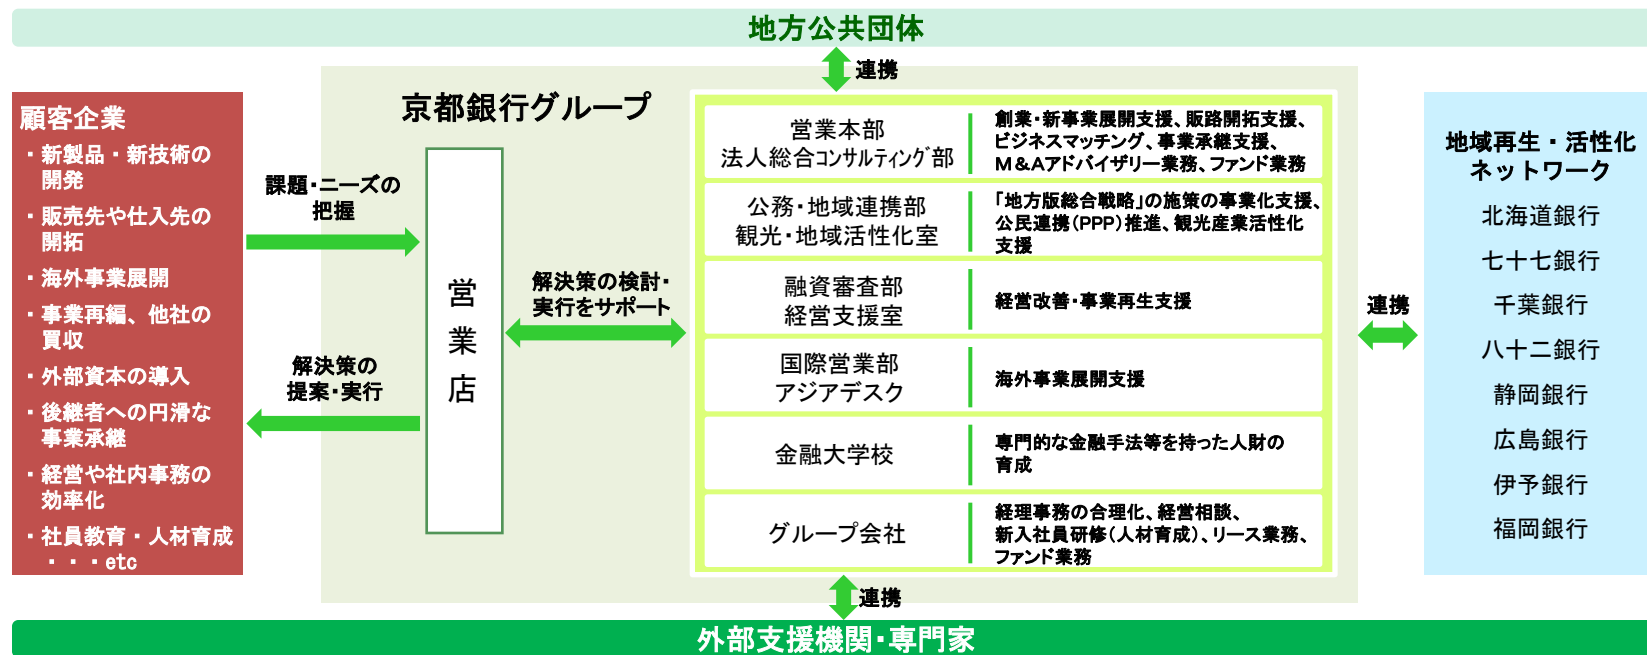 地方公共団体
連携
京都銀行グループ
顧客企業
・新製品・新技術の
開発
・販売先や仕入先の
開拓
・海外事業展開
・事業再編、他社の
買収
・外部資本の導入
・後継者への円滑な
事業承継
・経営や社内事務の
効率化
・社員教育・人材育成
・・・etc
課題・ニーズの
把握
解決策の
提案・実行
営
業
店
解決策の検討・
実行をサポート
営業本部
法人総合コンサルティング部
創業・新事業展開支援、販路開拓支援、
ビジネスマッチング、事業承継支援、
M&Aアドバイザリー業務、ファンド業務
公務・地域連携部
観光・地域活性化室
「地方版総合戦略」の施策の事業化支援、
公民連携(PPP)推進、観光産業活性化
支援
融資審査部
経営支援室
経営改善・事業再生支援
国際営業部
アジアデスク
海外事業展開支援
金融大学校
専門的な金融手法等を持った人財の
育成
グループ会社
経理事務の合理化、経営相談、
新入社員研修(人材育成)、リース業務、
ファンド業務
連携
地域再生・活性化
ネットワーク
北海道銀行
七十七銀行
千葉銀行
八十二銀行
静岡銀行
広島銀行
伊予銀行
福岡銀行
連携
外部支援機関・専門家